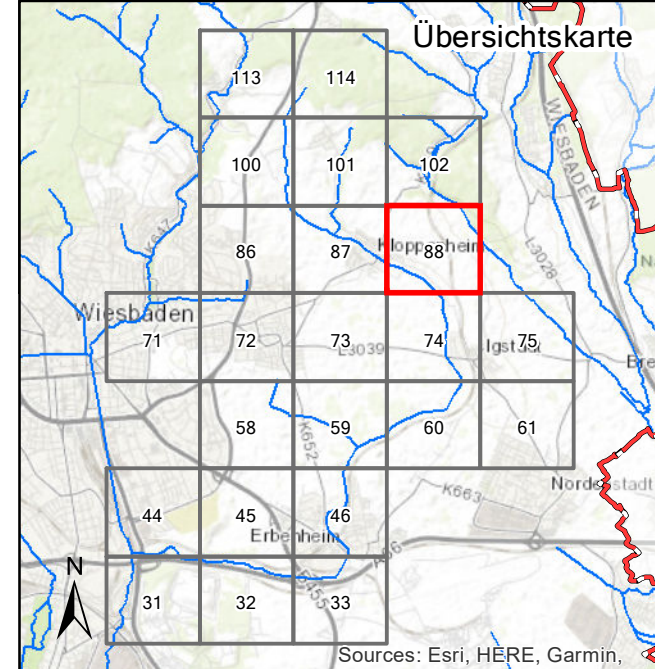 Übersichtskarte
113 114
WIESBADEN
100 101 102
K647
86 87 Kloppenheim 88
L3028
Wiesbaden
71 72 73 74 75
L3039
Igstadt
58 59 60 61
K652
K663
44 45 46
Erbenheim
A66
N
31 32 33
Sources: Esri, HERE, Garmin,